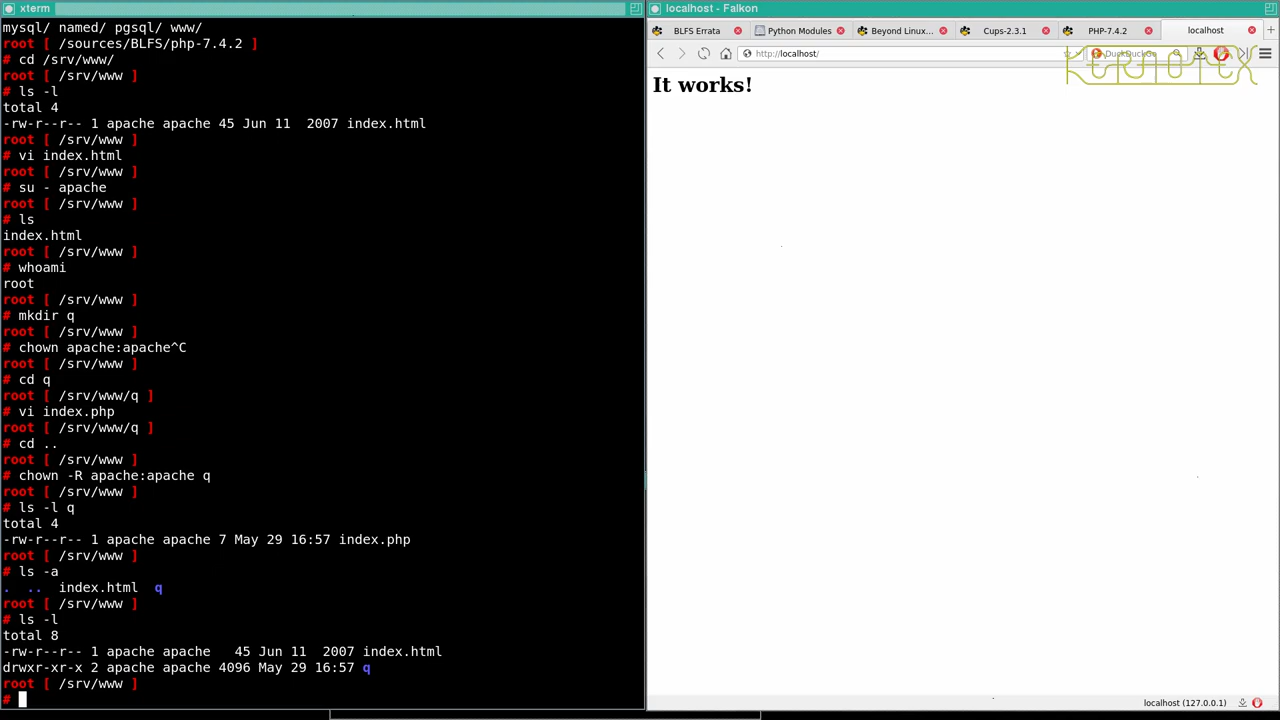 xterm
mysql/ named/ pgsql/ www/
root [ /sources/BLFS/php-7.4.2 ]
# cd /srv/www/
root [ /srv/www ]
# ls -l
total 4
-rw-r--r-- 1 apache apache 45 Jun 11  2007 index.html
root [ /srv/www ]
# vi index.html
root [ /srv/www ]
# su - apache
root [ /srv/www ]
# ls
index.html
root [ /srv/www ]
# whoami
root
root [ /srv/www ]
# mkdir q
root [ /srv/www ]
# chown apache:apache^C
root [ /srv/www ]
# cd q
root [ /srv/www/q ]
# vi index.php
root [ /srv/www/q ]
# cd ..
root [ /srv/www ]
# chown -R apache:apache q
root [ /srv/www ]
# ls -l q
total 4
-rw-r--r-- 1 apache apache 7 May 29 16:57 index.php
root [ /srv/www ]
# ls -a
.  ..  index.html  q
root [ /srv/www ]
# ls -l
total 8
-rw-r--r-- 1 apache apache   45 Jun 11  2007 index.html
drwxr-xr-x 2 apache apache 4096 May 29 16:57 q
root [ /srv/www ]
#
localhost - Falkon
BLFS Errata Python Modules Beyond Linux... Cups-2.3.1 PHP-7.4.2 localhost
http://localhost/ DuckDuckGo
It works!
localhost (127.0.0.1)